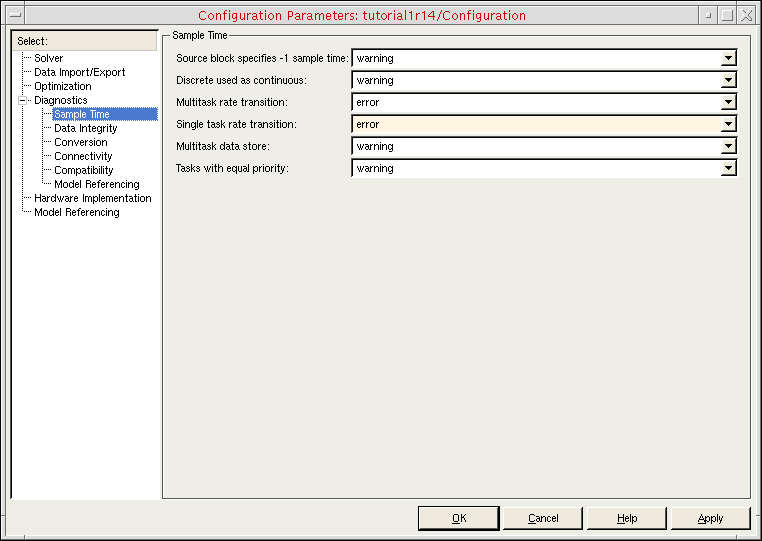 Configuration Parameters: tutorial1r14/Configuration
Select:
Solver
Data Import/Export
Optimization
Diagnostics
Sample Time
Data Integrity
Conversion
Connectivity
Compatibility
Model Referencing
Hardware Implementation
Model Referencing
Sample Time
Source block specifies -1 sample time: warning
Discrete used as continuous: warning
Multitask rate transition: error
Single task rate transition: error
Multitask data store: warning
Tasks with equal priority: warning
OK Cancel Help Apply